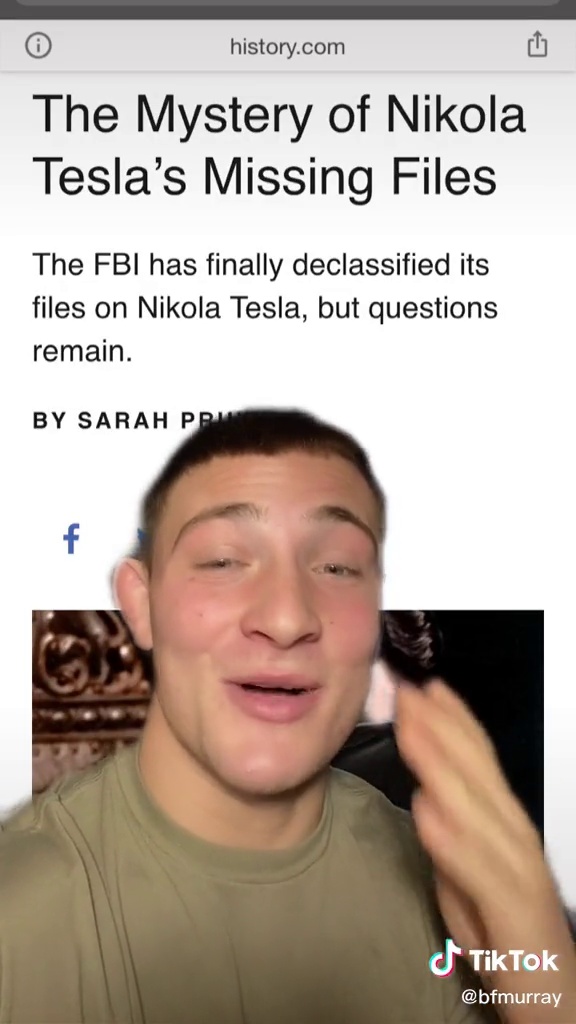 history.com
The Mystery of Nikola
Tesla's Missing Files
The FBI has finally declassified its
files on Nikola Tesla, but questions
remain.
BY SARAH
f
TikTok
@bfmurray